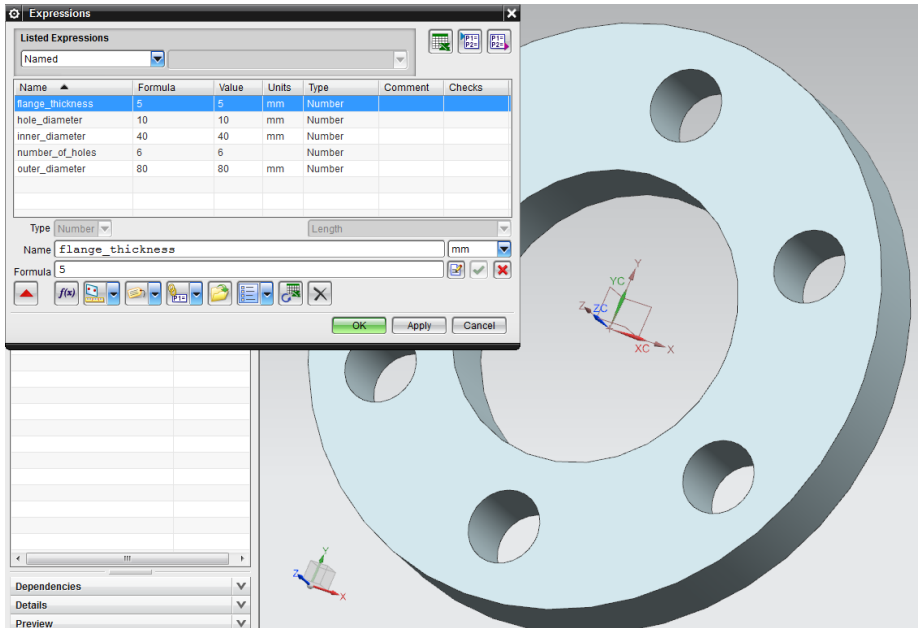 Expressions
Listed Expressions
Named
Name Formula Value Units Type Comment Checks
flange_thickness 5 5 mm Number
hole_diameter 10 10 mm Number
inner_diameter 40 40 mm Number
number_of_holes 6 6 Number
outer_diameter 80 80 mm Number
Type Number Length
Name flange_thickness mm
Formula 5
f(x) P1=
OK Apply Cancel
Y
YC
Z ZC
XC X
Y
Z
X
Dependencies
Details
Preview